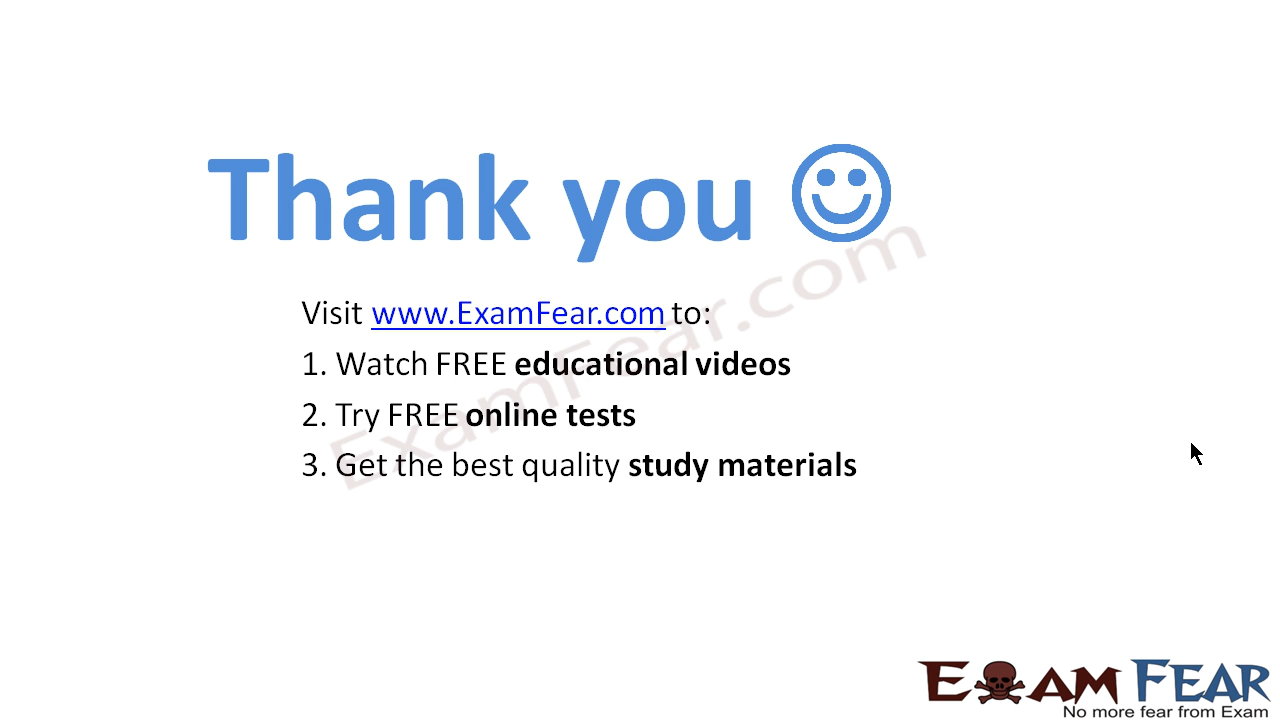 Thank you
Visit www.ExamFear.com to:
1. Watch FREE educational videos
2. Try FREE online tests
3. Get the best quality study materials
ExamFear.com
EXAM FEAR
No more fear from Exam